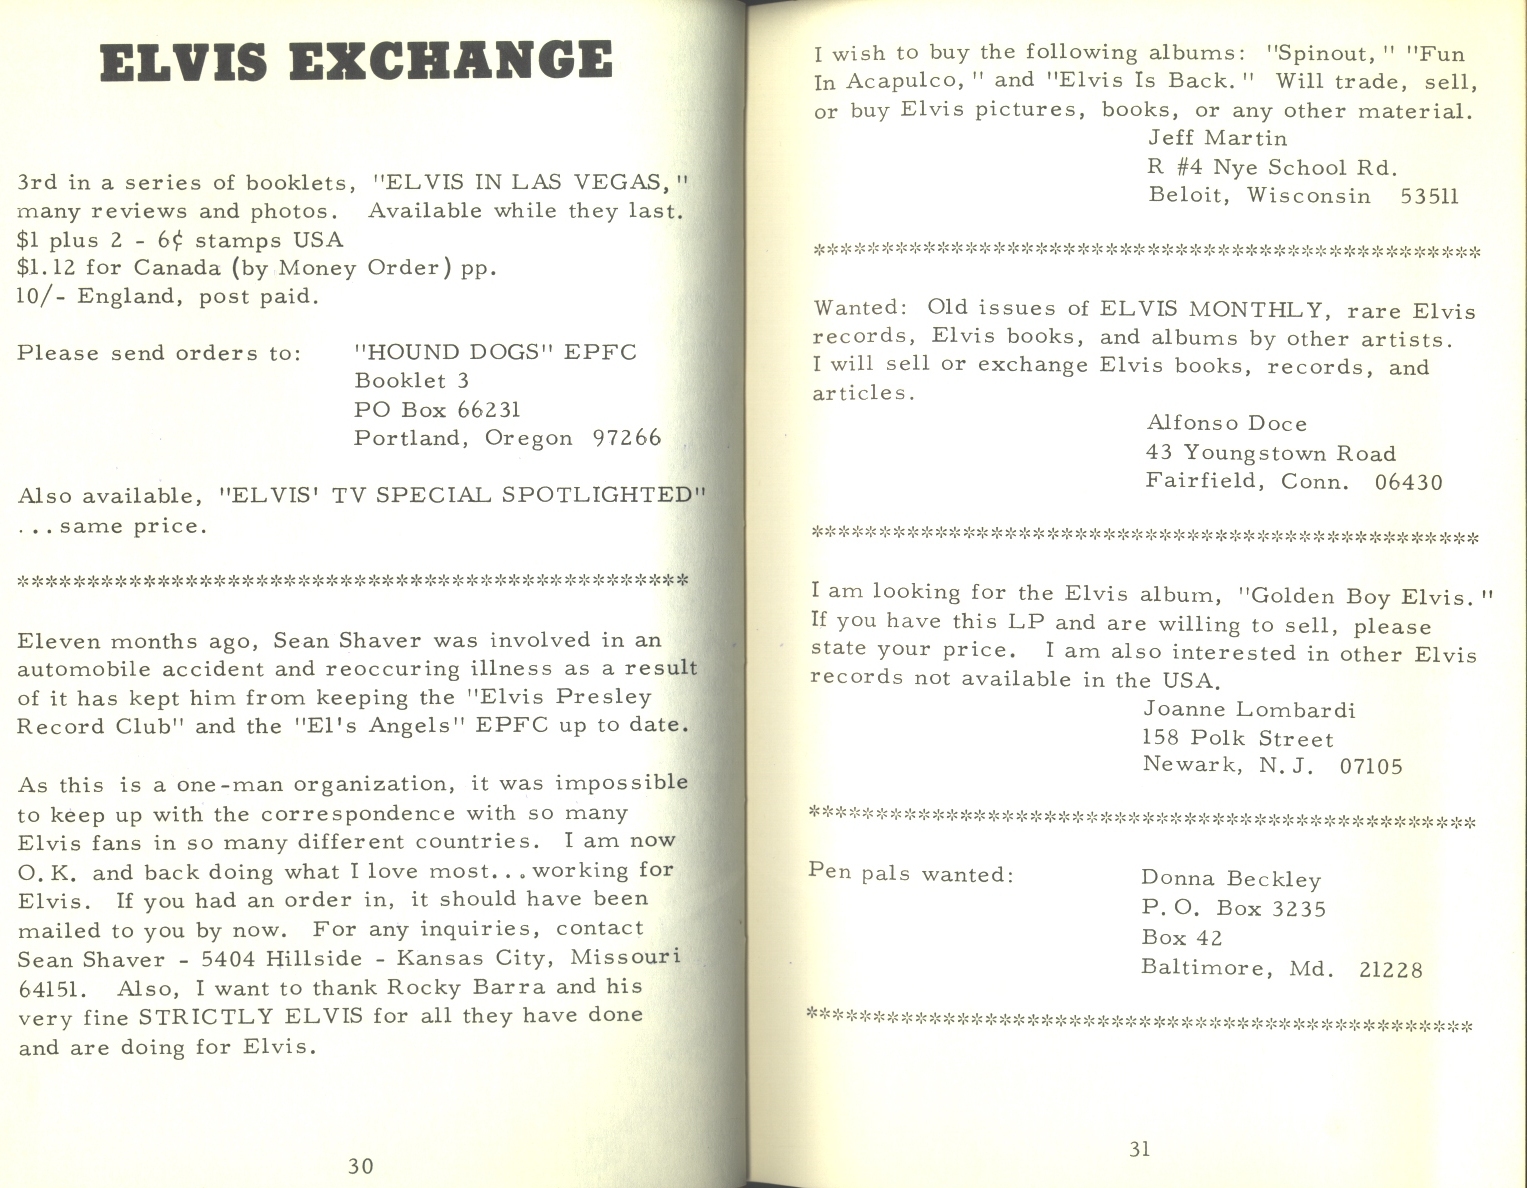 ELVIS EXCHANGE
3rd in a series of booklets, "ELVIS IN LAS VEGAS,"
many reviews and photos. Available while they last.
$1 plus 2 - 6¢ stamps USA
$1.12 for Canada (by Money Order) pp.
10/- England, post paid.
Please send orders to: "HOUND DOGS" EPFC
Booklet 3
PO Box 66231
Portland, Oregon 97266
Also available, "ELVIS' TV SPECIAL SPOTLIGHTED"
...same price.
************************************************
Eleven months ago, Sean Shaver was involved in an
automobile accident and reoccuring illness as a result
of it has kept him from keeping the "Elvis Presley
Record Club" and the "El's Angels" EPFC up to date.
As this is a one-man organization, it was impossible
to keep up with the correspondence with so many
Elvis fans in so many different countries. I am now
O.K. and back doing what I love most...working for
Elvis. If you had an order in, it should have been
mailed to you by now. For any inquiries, contact
Sean Shaver - 5404 Hillside - Kansas City, Missouri
64151. Also, I want to thank Rocky Barra and his
very fine STRICTLY ELVIS for all they have done
and are doing for Elvis.
30
I wish to buy the following albums: "Spinout," "Fun
In Acapulco," and "Elvis Is Back." Will trade, sell,
or buy Elvis pictures, books, or any other material.
Jeff Martin
R #4 Nye School Rd.
Beloit, Wisconsin 53511
************************************************
Wanted: Old issues of ELVIS MONTHLY, rare Elvis
records, Elvis books, and albums by other artists.
I will sell or exchange Elvis books, records, and
articles.
Alfonso Doce
43 Youngstown Road
Fairfield, Conn. 06430
************************************************
I am looking for the Elvis album, "Golden Boy Elvis."
If you have this LP and are willing to sell, please
state your price. I am also interested in other Elvis
records not available in the USA.
Joanne Lombardi
158 Polk Street
Newark, N.J. 07105
************************************************
Pen pals wanted: Donna Beckley
P.O. Box 3235
Box 42
Baltimore, Md. 21228
************************************************
31